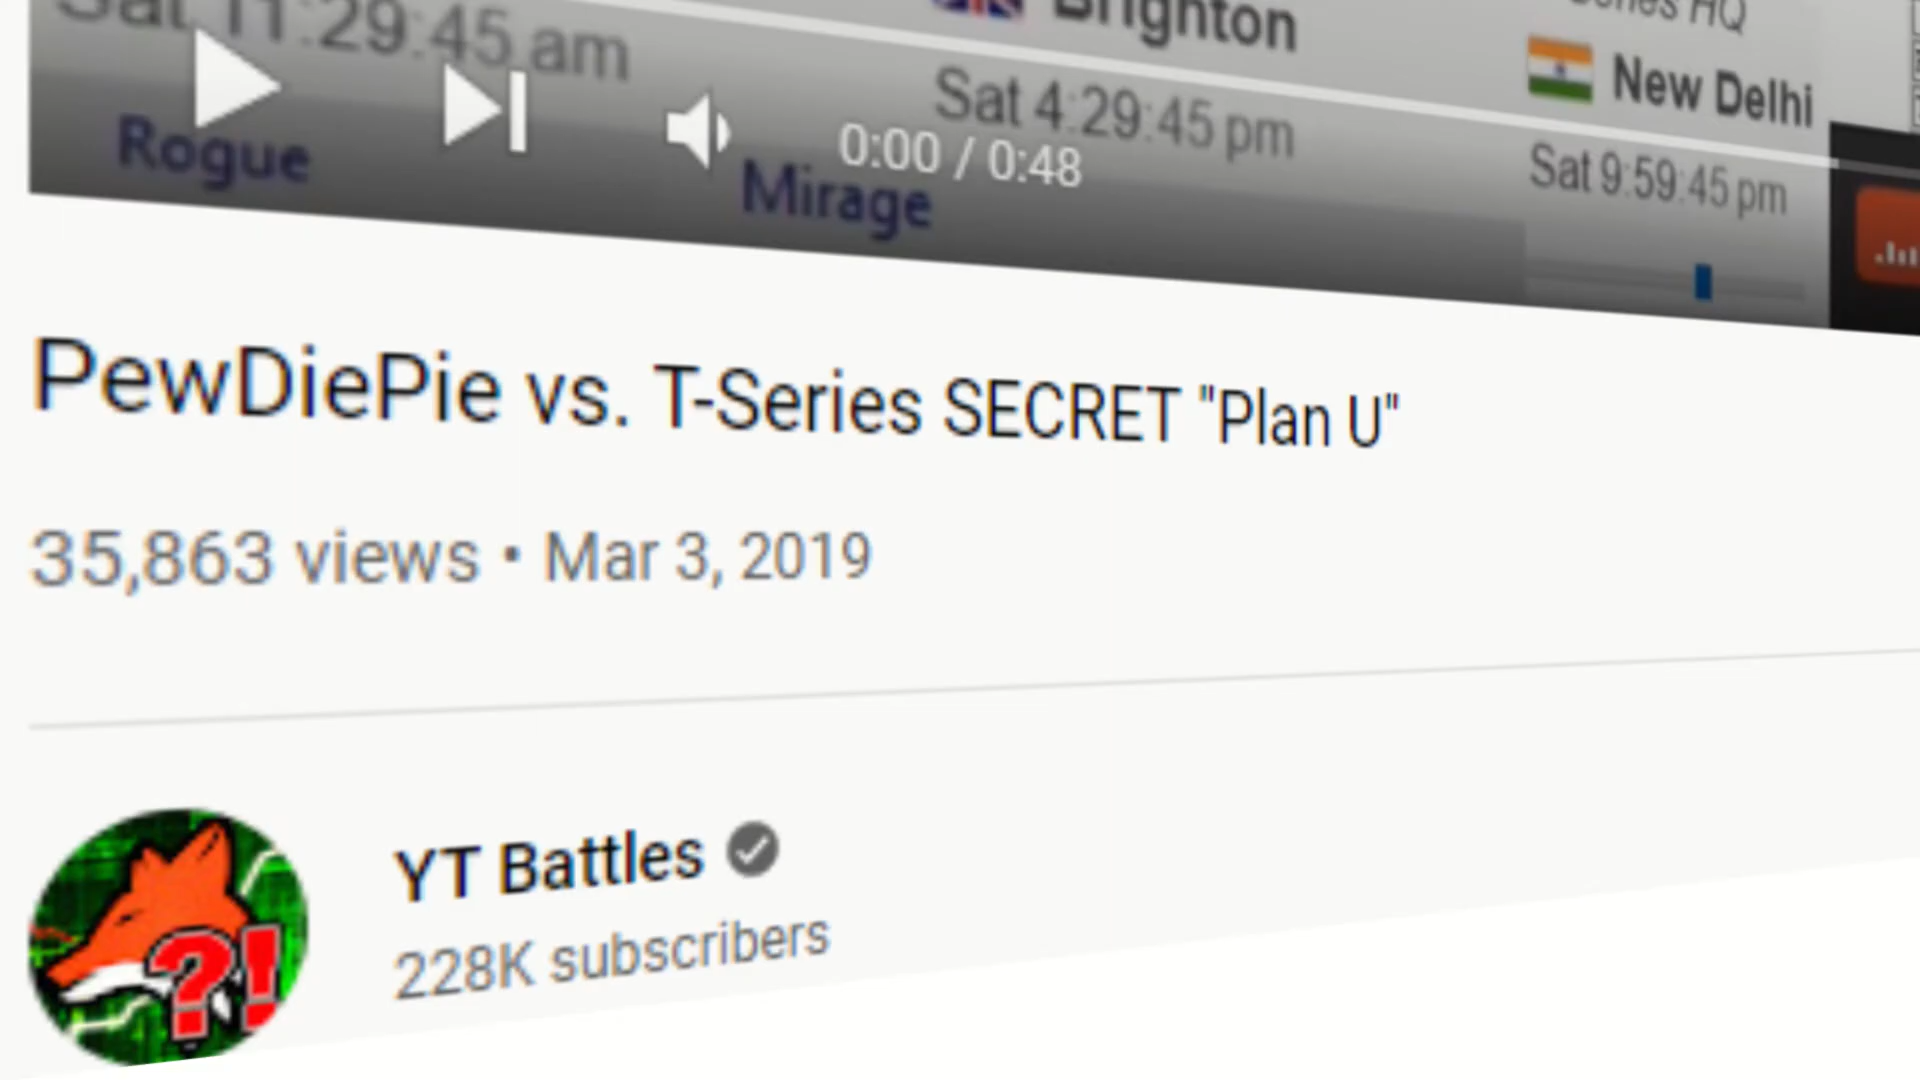 Sat 11:29:45 am
Brighton
HQ
New Delhi
Sat 4:29:45 pm
Sat 9:59:45 pm
0:00 / 0:48
Rogue
Mirage
PewDiePie vs. T-Series SECRET "Plan U"
35,863 views • Mar 3, 2019
YT Battles
228K subscribers
?!